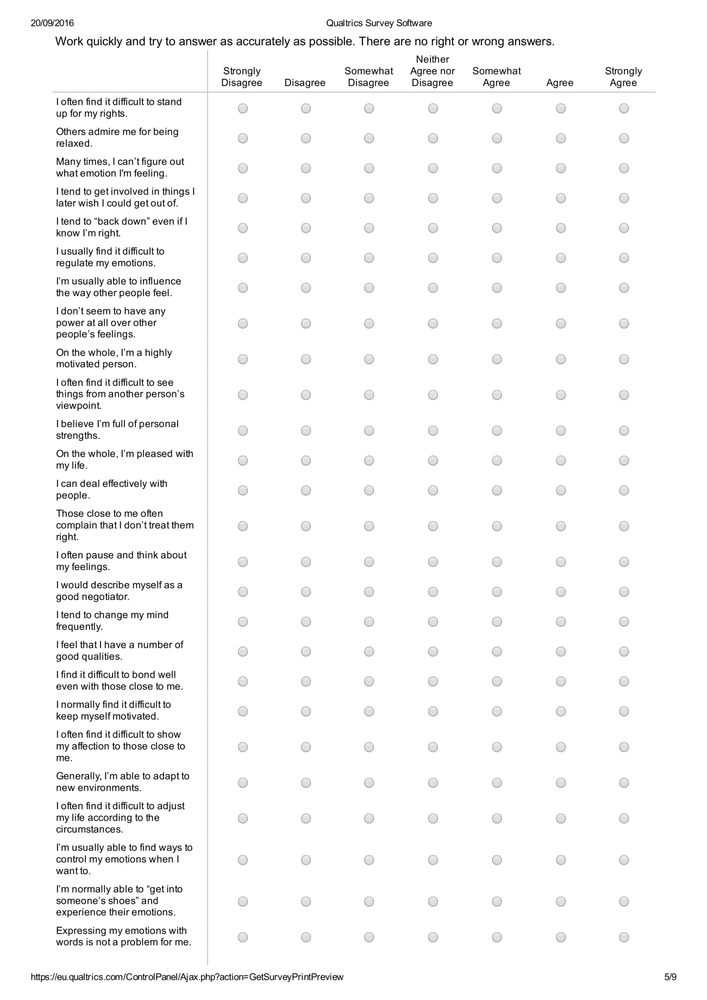 20/09/2016 Qualtrics Survey Software
Work quickly and try to answer as accurately as possible. There are no right or wrong answers.
Strongly Disagree Disagree Somewhat Disagree Neither Agree nor Disagree Somewhat Agree Agree Strongly Agree
I often find it difficult to stand
up for my rights.
Others admire me for being
relaxed.
Many times, I can’t figure out
what emotion I'm feeling.
I tend to get involved in things I
later wish I could get out of.
I tend to “back down” even if I
know I’m right.
I usually find it difficult to
regulate my emotions.
I’m usually able to influence
the way other people feel.
I don’t seem to have any
power at all over other
people’s feelings.
On the whole, I’m a highly
motivated person.
I often find it difficult to see
things from another person’s
viewpoint.
I believe I’m full of personal
strengths.
On the whole, I’m pleased with
my life.
I can deal effectively with
people.
Those close to me often
complain that I don’t treat them
right.
I often pause and think about
my feelings.
I would describe myself as a
good negotiator.
I tend to change my mind
frequently.
I feel that I have a number of
good qualities.
I find it difficult to bond well
even with those close to me.
I normally find it difficult to
keep myself motivated.
I often find it difficult to show
my affection to those close to
me.
Generally, I’m able to adapt to
new environments.
I often find it difficult to adjust
my life according to the
circumstances.
I’m usually able to find ways to
control my emotions when I
want to.
I’m normally able to “get into
someone’s shoes” and
experience their emotions.
Expressing my emotions with
words is not a problem for me.
https://eu.qualtrics.com/ControlPanel/Ajax.php?action=GetSurveyPrintPreview 5/9